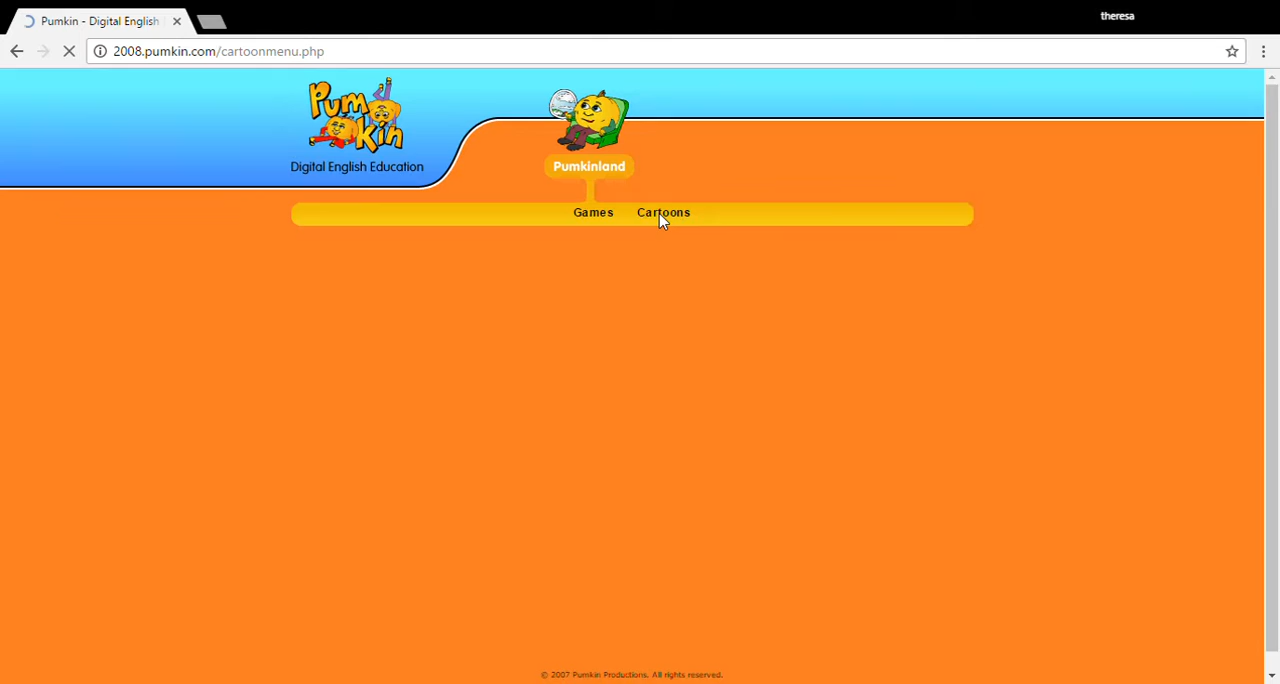 theresa
Pumkin - Digital English
2008.pumkin.com/cartoonmenu.php
Pumkin
Digital English Education
Pumkinland
Games Cartoons
© 2007 Pumkin Productions. All rights reserved.